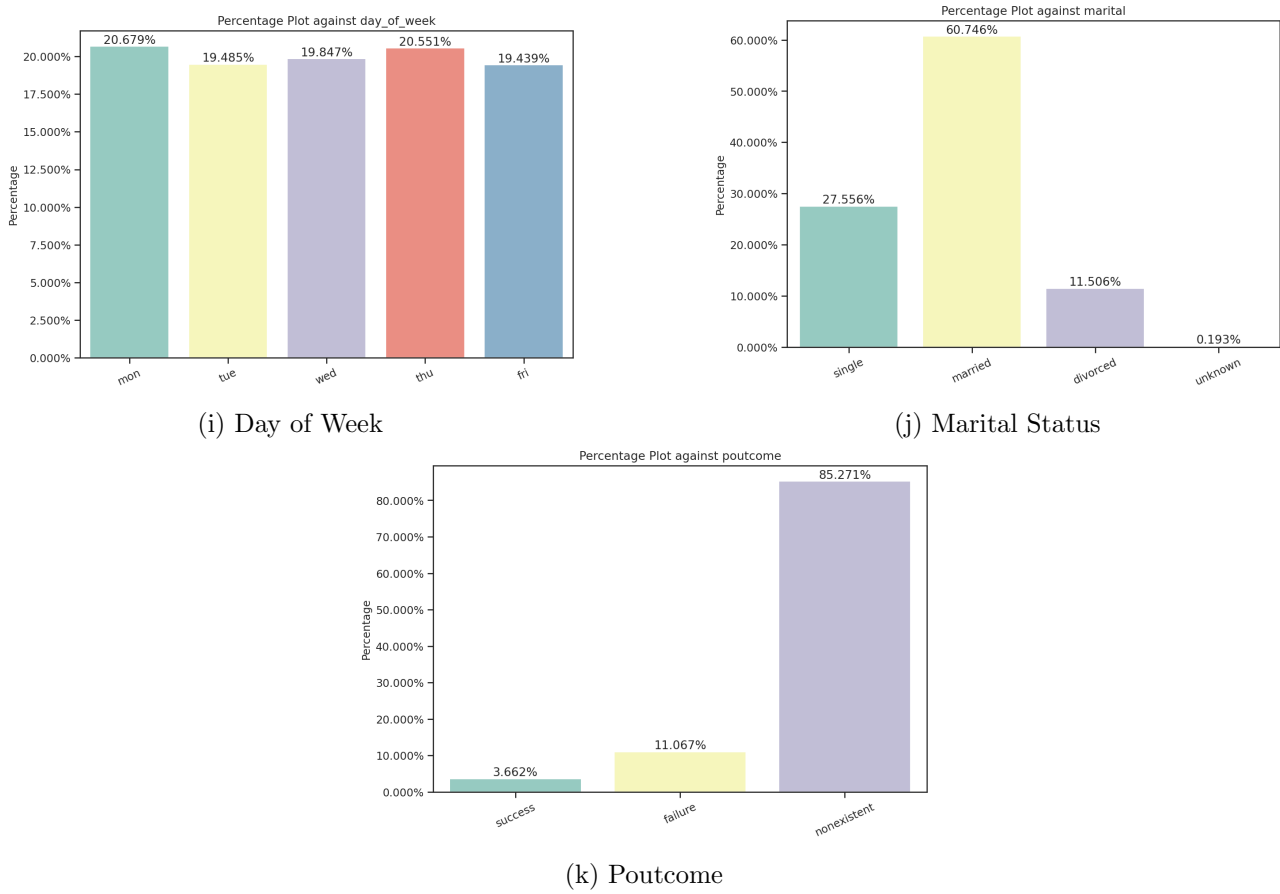 Percentage Plot against day_of_week
20.679%
19.485%
19.847%
20.551%
19.439%
20.000%
17.500%
15.000%
12.500%
10.000%
7.500%
5.000%
2.500%
0.000%
Percentage
mon
tue
wed
thu
fri
(i) Day of Week
Percentage Plot against marital
60.746%
27.556%
11.506%
0.193%
60.000%
50.000%
40.000%
30.000%
20.000%
10.000%
0.000%
Percentage
single
married
divorced
unknown
(j) Marital Status
Percentage Plot against poutcome
85.271%
11.067%
3.662%
80.000%
70.000%
60.000%
50.000%
40.000%
30.000%
20.000%
10.000%
0.000%
Percentage
success
failure
nonexistent
(k) Poutcome